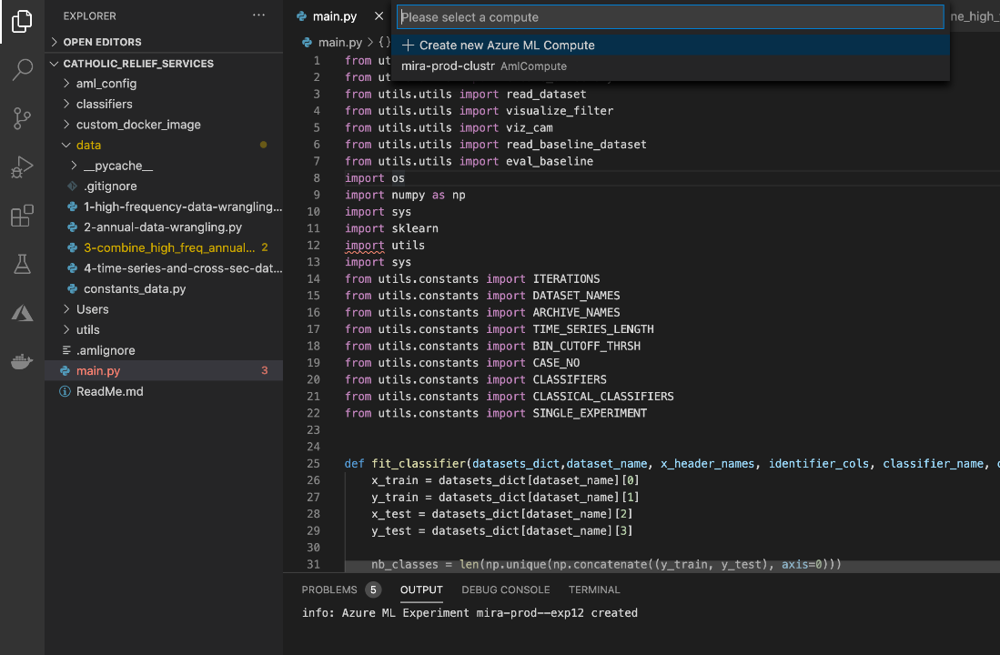 EXPLORER
OPEN EDITORS
CATHOLIC_RELIEF_SERVICES
aml_config
classifiers
custom_docker_image
data
__pycache__
.gitignore
1-high-frequency-data-wrangling...
2-annual-data-wrangling.py
3-combine_high_freq_annual... 2
4-time-series-and-cross-sec-dat...
constants_data.py
Users
utils
.amlignore
main.py 3
ReadMe.md
main.py
ne_high_
Please select a compute
Create new Azure ML Compute
mira-prod-clustr AmlCompute
main.py > {}
1 from ut
2 from ut
3 from utils.utils import read_dataset
4 from utils.utils import visualize_filter
5 from utils.utils import viz_cam
6 from utils.utils import read_baseline_dataset
7 from utils.utils import eval_baseline
8 import os
9 import numpy as np
10 import sys
11 import sklearn
12 import utils
13 import sys
14 from utils.constants import ITERATIONS
15 from utils.constants import DATASET_NAMES
16 from utils.constants import ARCHIVE_NAMES
17 from utils.constants import TIME_SERIES_LENGTH
18 from utils.constants import BIN_CUTOFF_THRSH
19 from utils.constants import CASE_NO
20 from utils.constants import CLASSIFIERS
21 from utils.constants import CLASSICAL_CLASSIFIERS
22 from utils.constants import SINGLE_EXPERIMENT
23
24
25 def fit_classifier(datasets_dict,dataset_name, x_header_names, identifier_cols, classifier_name,
26 x_train = datasets_dict[dataset_name][0]
27 y_train = datasets_dict[dataset_name][1]
28 x_test = datasets_dict[dataset_name][2]
29 y_test = datasets_dict[dataset_name][3]
30
31 nb_classes = len(np.unique(np.concatenate((y_train, y_test), axis=0)))
PROBLEMS 5 OUTPUT DEBUG CONSOLE TERMINAL
info: Azure ML Experiment mira-prod--exp12 created